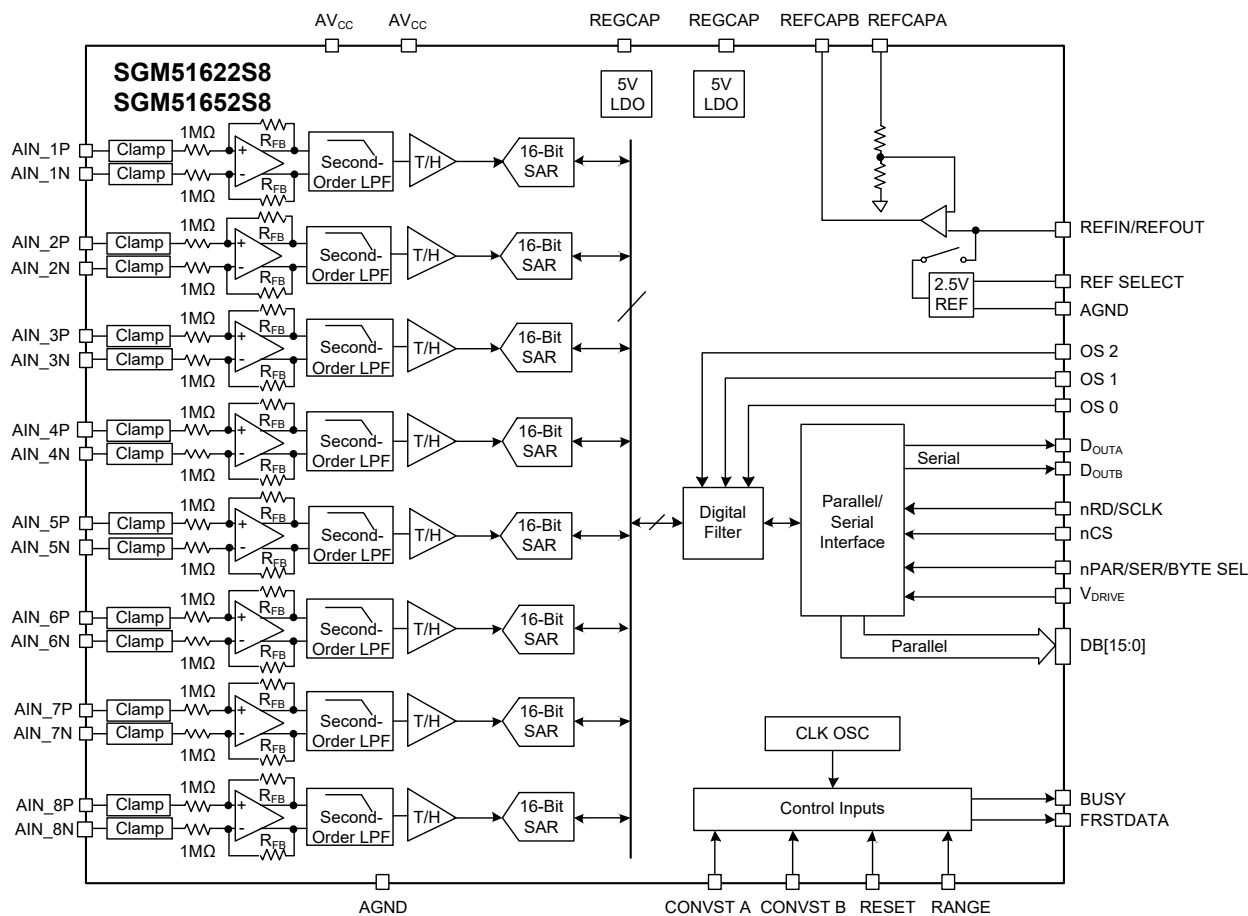 AVCC AVCC REGCAP REGCAP REFCAPB REFCAPA
SGM51622S8
SGM51652S8
5V
LDO
5V
LDO
1MΩ
AIN_1P Clamp + RFB
AIN_1N Clamp - RFB
1MΩ
Second-
Order LPF
T/H
16-Bit
SAR
1MΩ
AIN_2P Clamp + RFB
AIN_2N Clamp - RFB
1MΩ
Second-
Order LPF
T/H
16-Bit
SAR
1MΩ
AIN_3P Clamp + RFB
AIN_3N Clamp - RFB
1MΩ
Second-
Order LPF
T/H
16-Bit
SAR
1MΩ
AIN_4P Clamp + RFB
AIN_4N Clamp - RFB
1MΩ
Second-
Order LPF
T/H
16-Bit
SAR
1MΩ
AIN_5P Clamp + RFB
AIN_5N Clamp - RFB
1MΩ
Second-
Order LPF
T/H
16-Bit
SAR
1MΩ
AIN_6P Clamp + RFB
AIN_6N Clamp - RFB
1MΩ
Second-
Order LPF
T/H
16-Bit
SAR
1MΩ
AIN_7P Clamp + RFB
AIN_7N Clamp - RFB
1MΩ
Second-
Order LPF
T/H
16-Bit
SAR
1MΩ
AIN_8P Clamp + RFB
AIN_8N Clamp - RFB
1MΩ
Second-
Order LPF
T/H
16-Bit
SAR
REFIN/REFOUT
2.5V
REF
REF SELECT
AGND
OS 2
OS 1
OS 0
Digital
Filter
Parallel/
Serial
Interface
Serial
DOUTA
DOUTB
nRD/SCLK
nCS
nPAR/SER/BYTE SEL
VDRIVE
Parallel
DB[15:0]
CLK OSC
Control Inputs
BUSY
FRSTDATA
AGND CONVST A CONVST B RESET RANGE